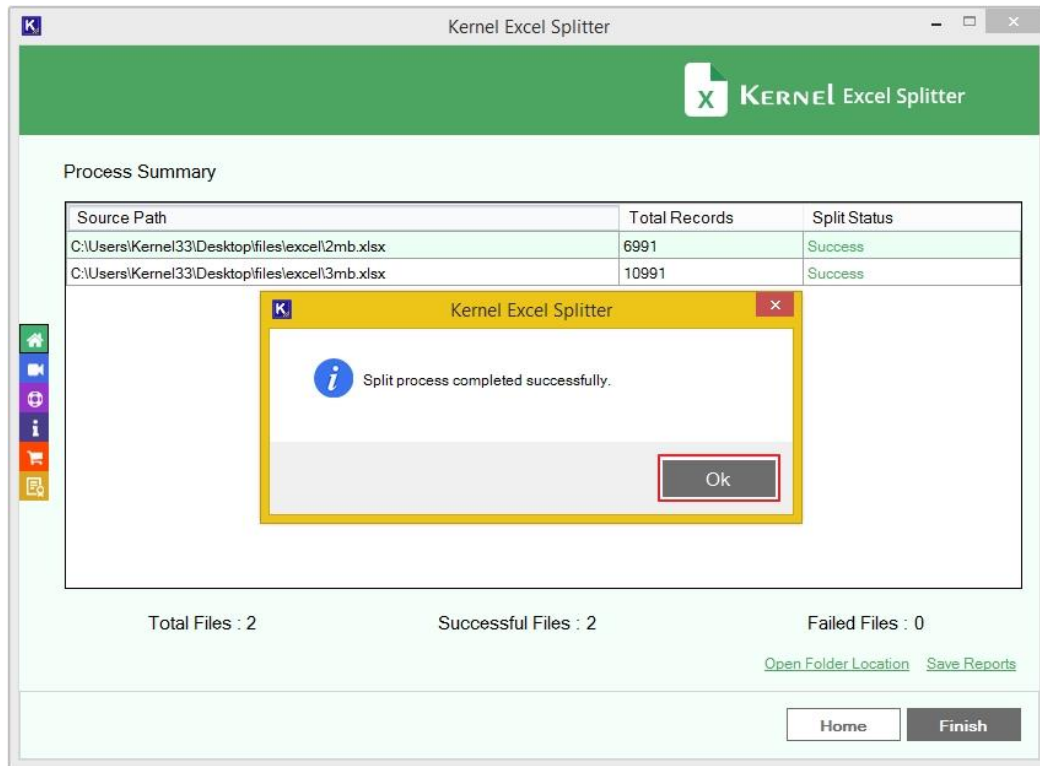 Kernel Excel Splitter
X KERNEL Excel Splitter
Process Summary
Source Path Total Records Split Status
C:\Users\Kernel33\Desktop\files\excel\2mb.xlsx 6991 Success
C:\Users\Kernel33\Desktop\files\excel\3mb.xlsx 10991 Success
Kernel Excel Splitter
Split process completed successfully.
Ok
Total Files : 2 Successful Files : 2 Failed Files : 0
Open Folder Location Save Reports
Home Finish